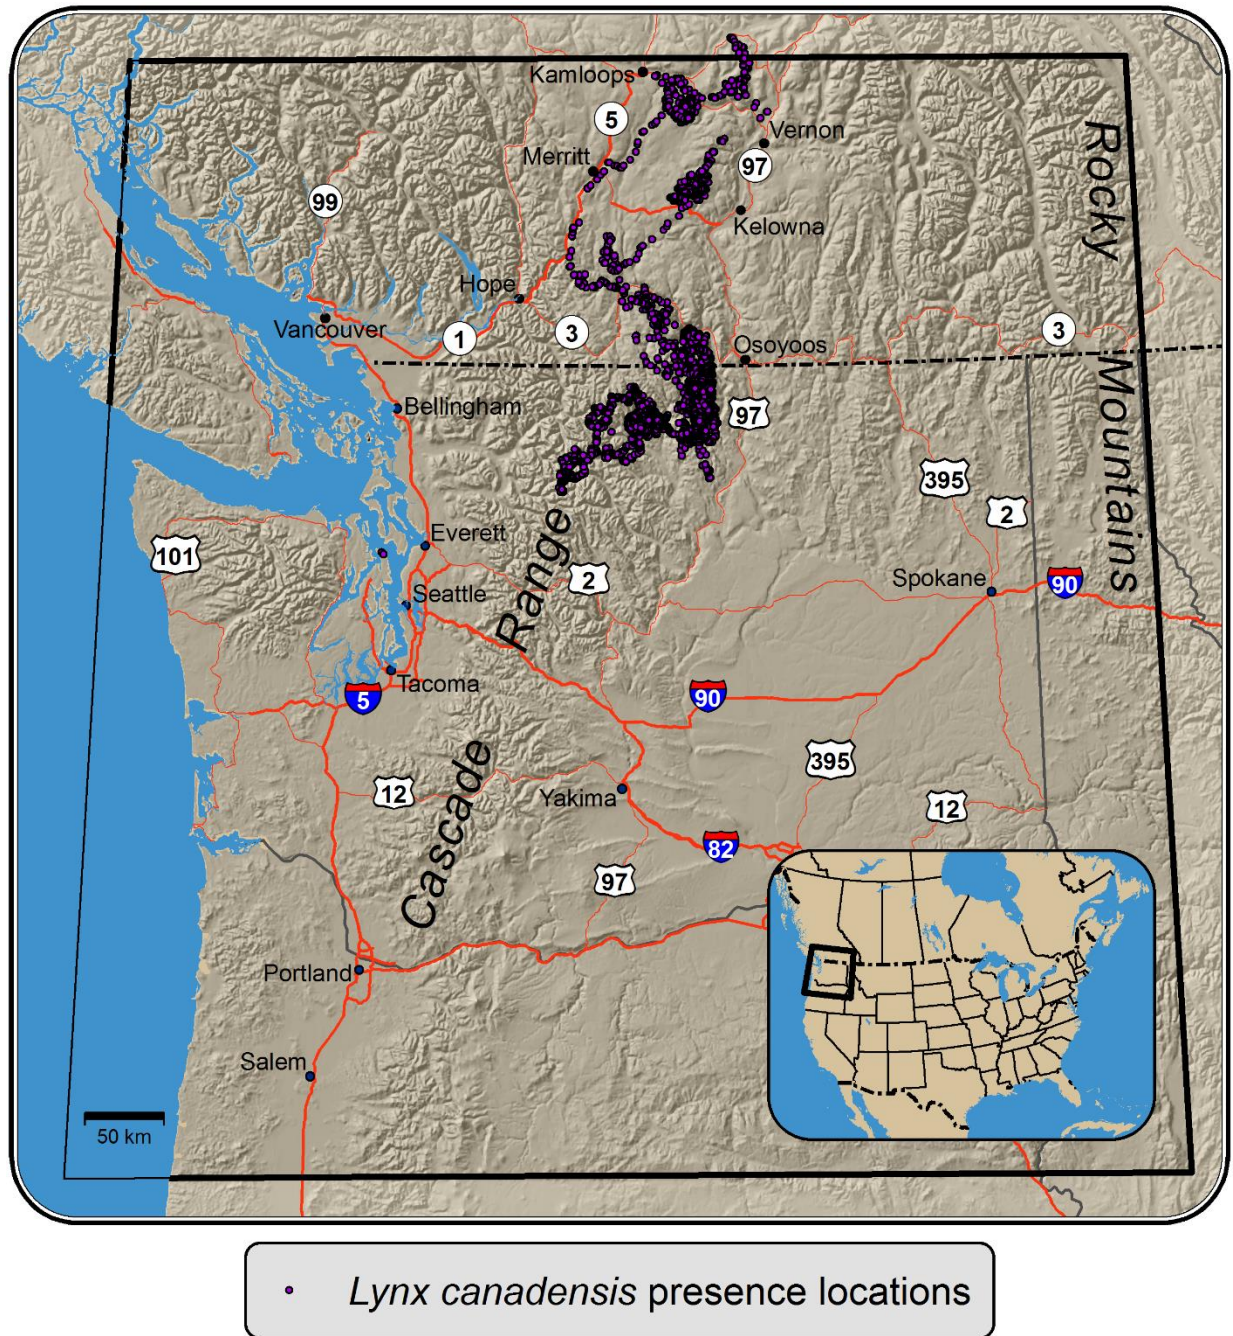 Kamloops
5
Vernon
Merritt
97
99
Kelowna
Rocky
Hope
Vancouver
1
3
3
Osoyoos
Mountains
Bellingham
97
395
2
Everett
101
2
Spokane
90
Seattle
Range
Tacoma
5
90
395
Cascade
12
Yakima
12
82
97
Portland
Salem
50 km
Lynx canadensis presence locations